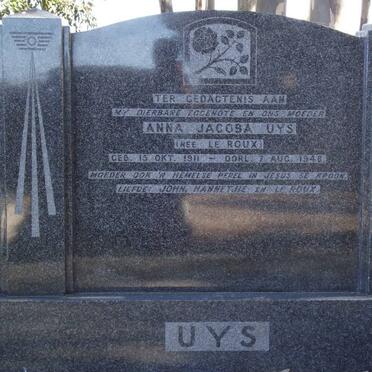 UYS
TER GEDAGTENIS AAN
MY DIERBARE EGGENOTE EN ONS MOEDER
ANNA JACOBA UYS
(NEE LE ROUX)
GEB. 15 OKT. 1911 – OORL. 7 AUG. 1948
MOEDER OOK 'N HEMELSE PEREL IN JESUS SE KROON.
LIEFDE: JOHN, HANNETJIE EN LE ROUX.
UYS